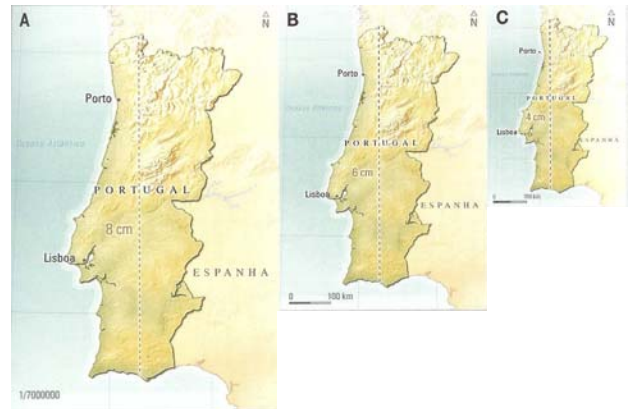 A
N
Porto
Oceano Atlântico
PORTUGAL
8 cm
Lisboa
ESPANHA
1/7000000
B
N
Porto
Oceano Atlântico
PORTUGAL
6 cm
Lisboa
ESPANHA
0 100 km
C
N
Porto
PORTUGAL
4 cm
Lisboa
ESPANHA
0 100 km